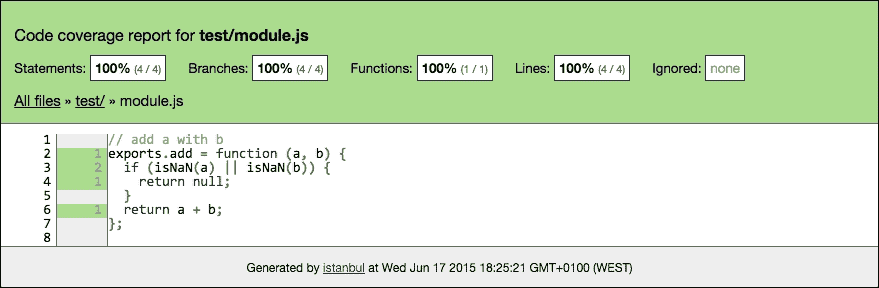 Code coverage report for test/module.js
Statements: 100% (4 / 4) Branches: 100% (4 / 4) Functions: 100% (1 / 1) Lines: 100% (4 / 4) Ignored: none
All files » test/ » module.js
1 // add a with b
2 1 exports.add = function (a, b) {
3 2 if (isNaN(a) || isNaN(b)) {
4 1 return null;
5 }
6 1 return a + b;
7 };
8
Generated by istanbul at Wed Jun 17 2015 18:25:21 GMT+0100 (WEST)